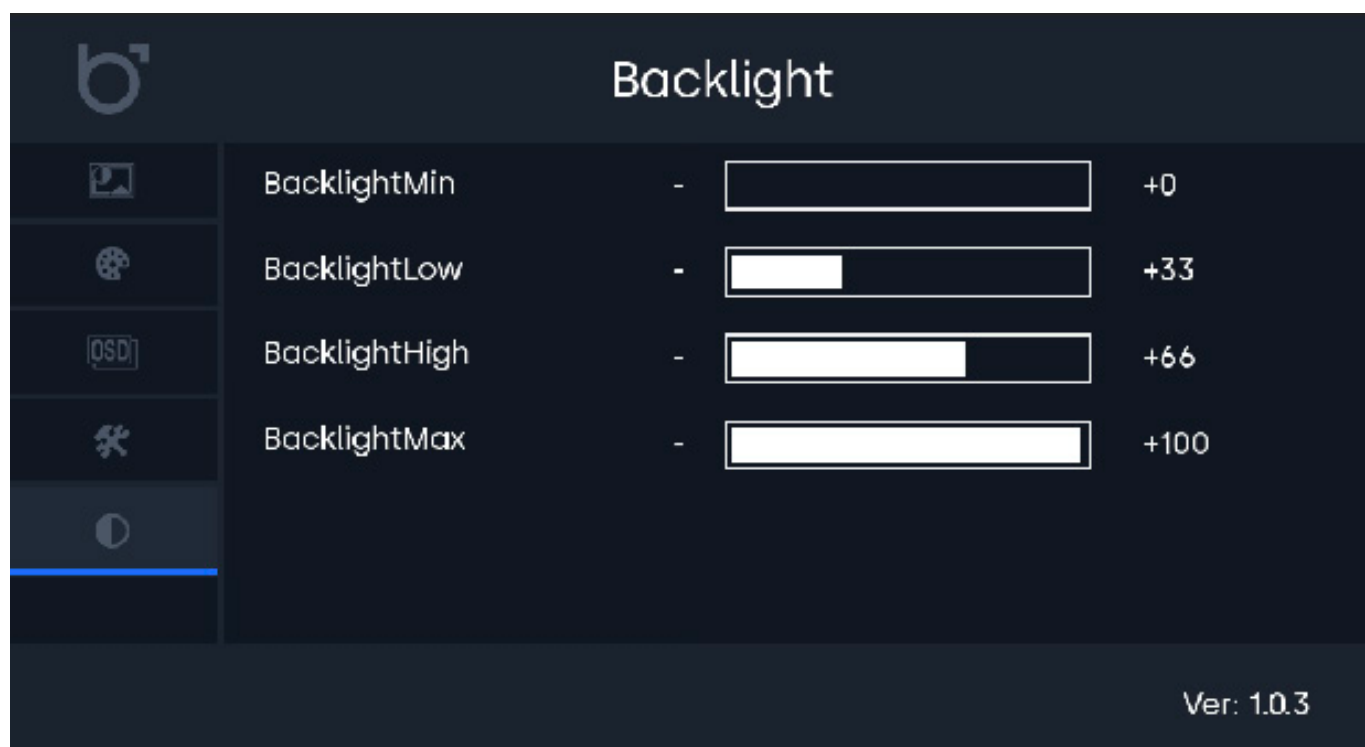 Backlight
BacklightMin - +0
BacklightLow - +33
OSD
BacklightHigh - +66
BacklightMax - +100
Ver: 1.0.3